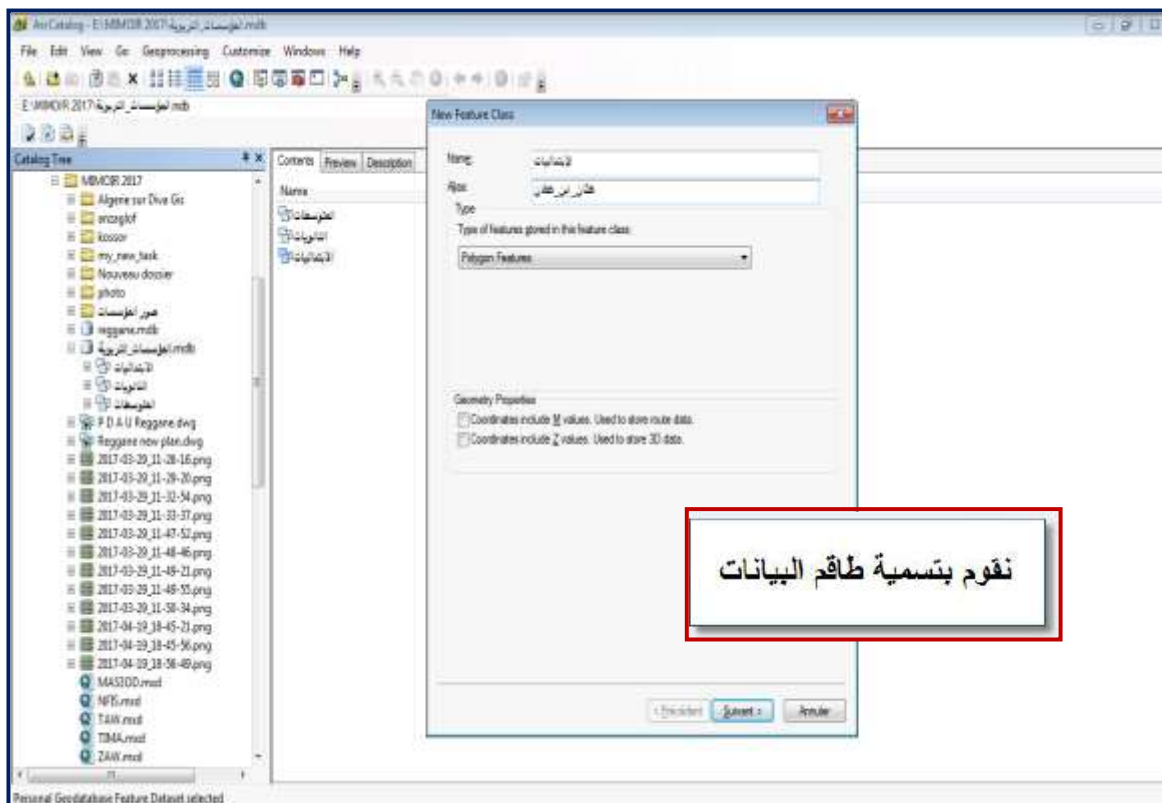 ArcCatalog - E:\MIMOIR 2017\المؤسسات_التربوية.mdb
File Edit View Go Geoprocessing Customize Windows Help
E:\MIMOIR 2017\المؤسسات_التربوية.mdb
Catalog Tree
MIMOIR 2017
Algerie sur Dive Gis
anzeglof
kossor
my_new_task
Nouveau dossier
photo
صور المؤسسات
reggane.mdb
المؤسسات_التربوية.mdb
الابتدائيات
الثانويات
المتوسطات
P D A U Reggane.dwg
Reggane new plan.dwg
2017-03-29_11-28-16.png
2017-03-29_11-29-20.png
2017-03-29_11-32-54.png
2017-03-29_11-33-37.png
2017-03-29_11-47-52.png
2017-03-29_11-48-46.png
2017-03-29_11-49-21.png
2017-03-29_11-49-55.png
2017-03-29_11-50-34.png
2017-04-19_18-45-21.png
2017-04-19_18-45-56.png
2017-04-19_18-56-49.png
NFIS.mxd
TAW.mxd
TIMA.mxd
ZAW.mxd
Contents Preview Description
Name
المتوسطات
الثانويات
الابتدائيات
New Feature Class
Name:
الابتدائيات
Alias:
Type
Type of features stored in this feature class:
Polygon Features
Geometry Properties
Coordinates include M values. Used to store route data.
Coordinates include Z values. Used to store 3D data.
نقوم بتسمية طاقم البيانات
< Précédent Suivant > Annuler
Personal Geodatabase Feature Dataset selected